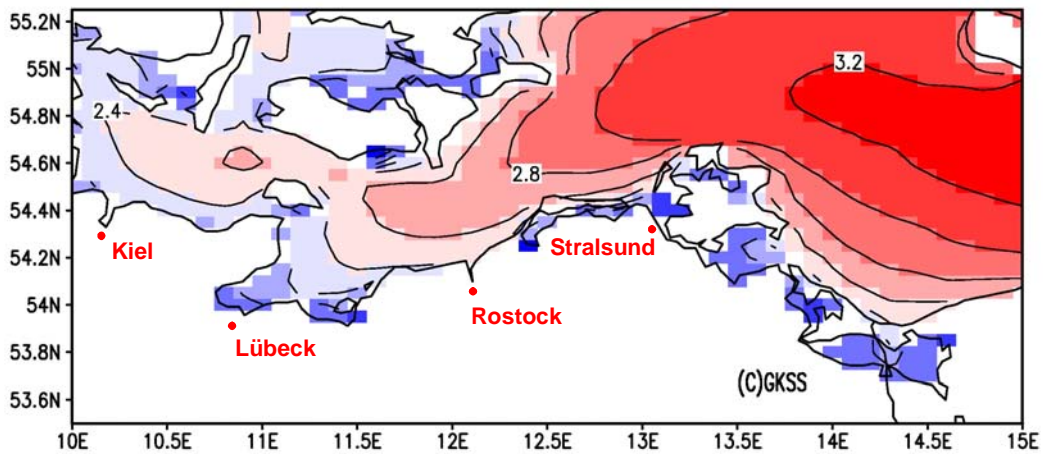 55.2N
55N
3.2
54.8N
2.4
54.6N
2.8
54.4N
Kiel
Stralsund
54.2N
54N
Rostock
Lübeck
53.8N
(C)GKSS
53.6N
10E 10.5E 11E 11.5E 12E 12.5E 13E 13.5E 14E 14.5E 15E